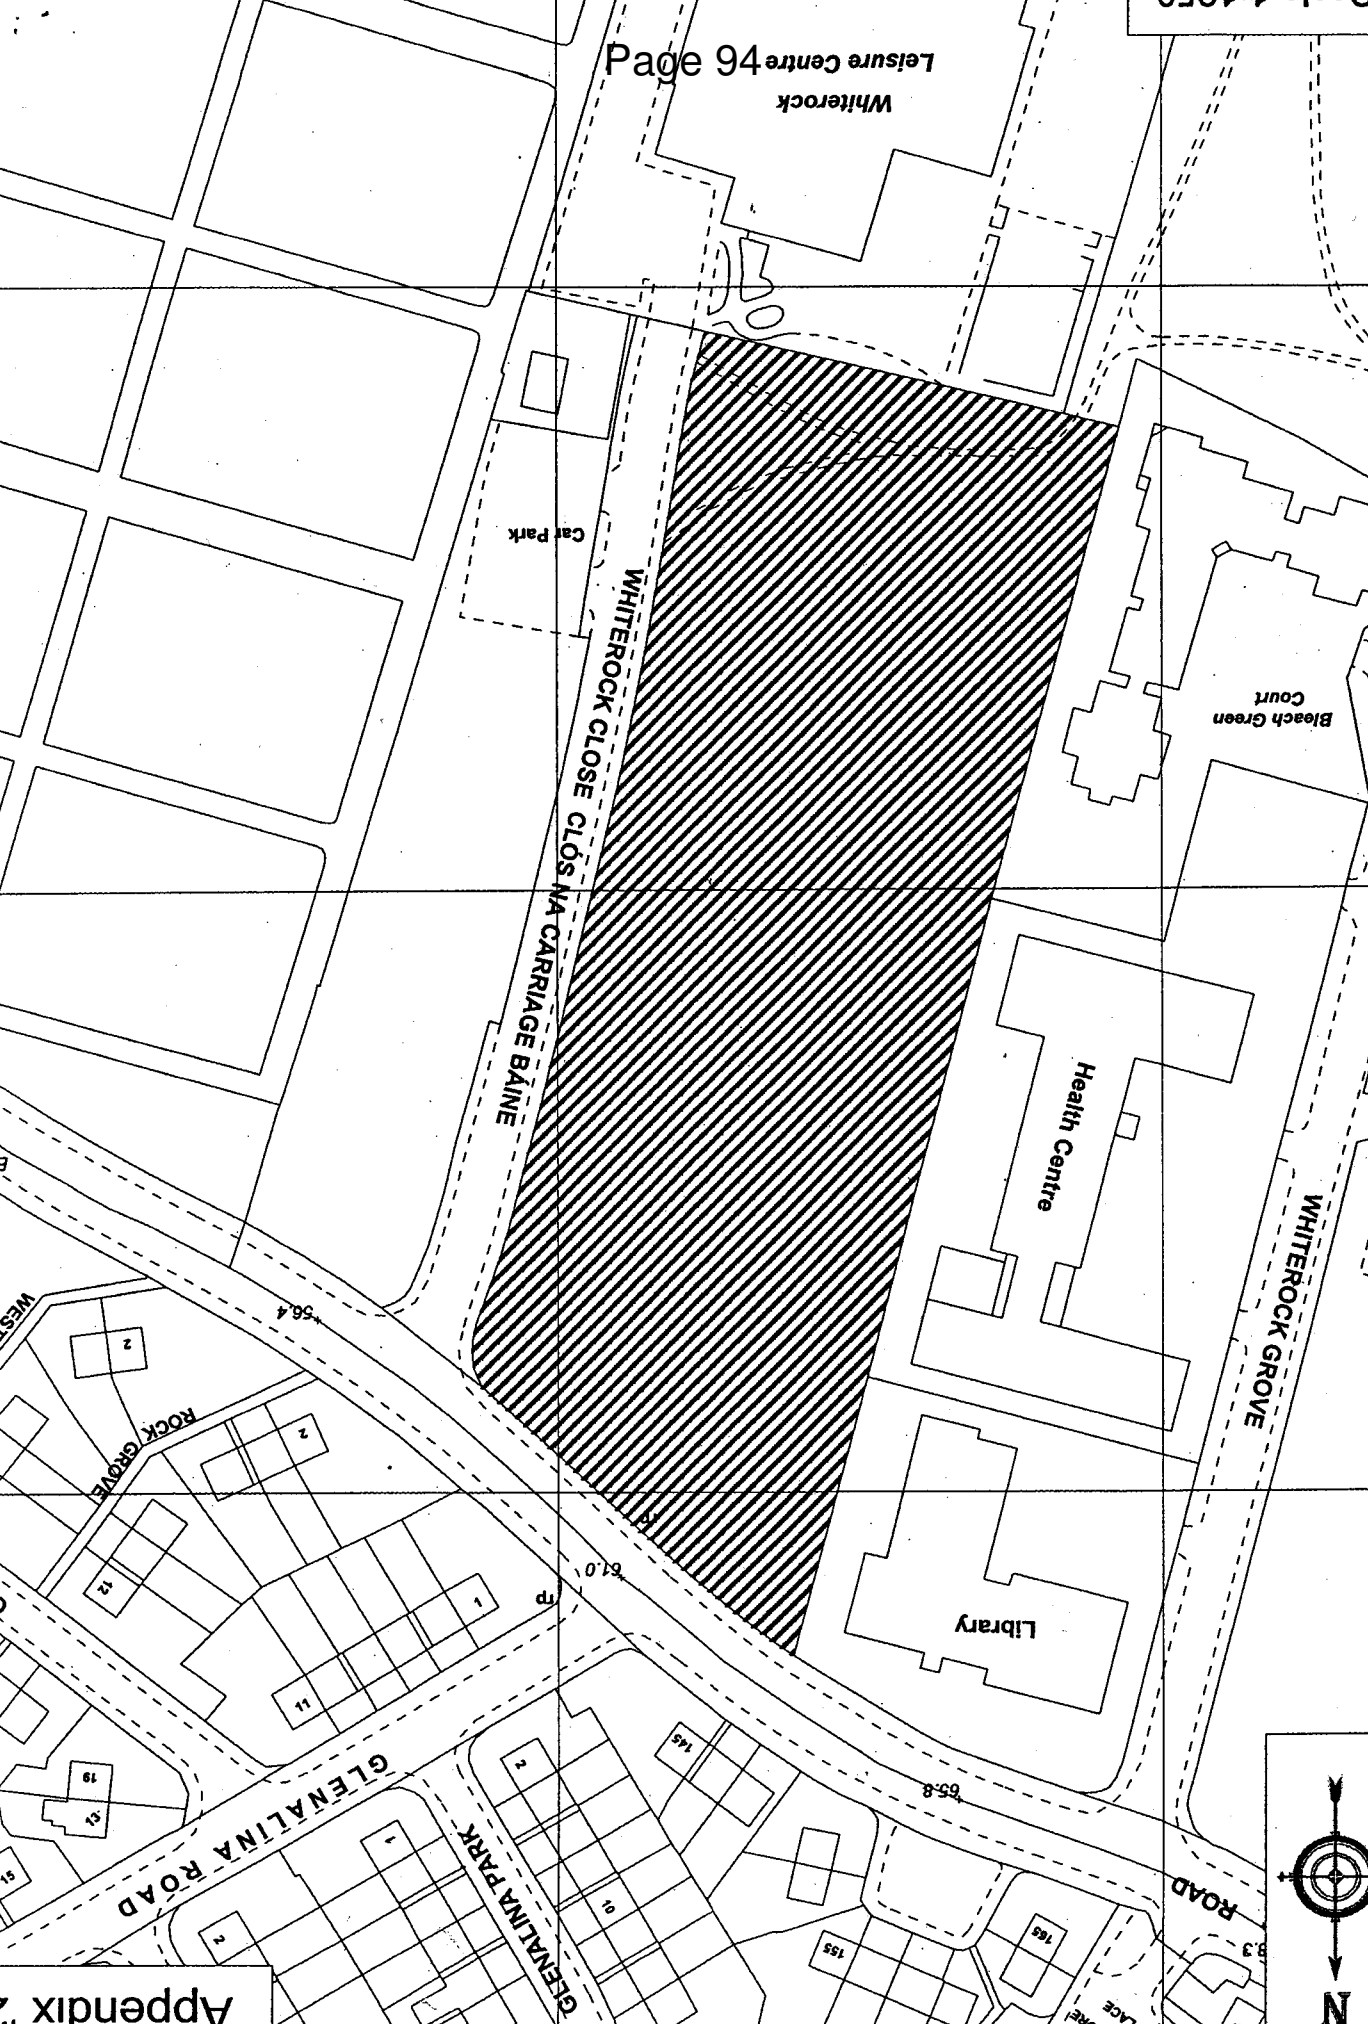 Page 94
Whiterock
Leisure Centre
Car Park
WHITEROCK CLOSE CLÓS NA CARRIAGE BÁINE
Bleach Green
Court
Health Centre
WHITEROCK GROVE
Library
56.4
61.0
65.8
ROAD
ROCK
GROVE
2
2
12
1
11
tp
GLENALINA ROAD
GLENALINA PARK
19
13
15
2
1
2
10
145
155
165
N
Appendix